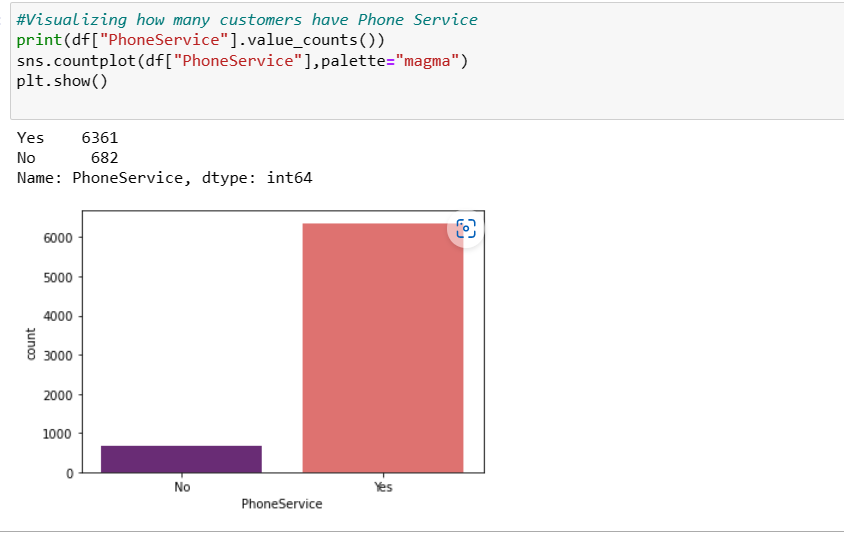 #Visualizing how many customers have Phone Service
print(df["PhoneService"].value_counts())
sns.countplot(df["PhoneService"],palette="magma")
plt.show()
Yes    6361
No      682
Name: PhoneService, dtype: int64
6000
5000
4000
3000
2000
1000
0
count
No Yes
PhoneService